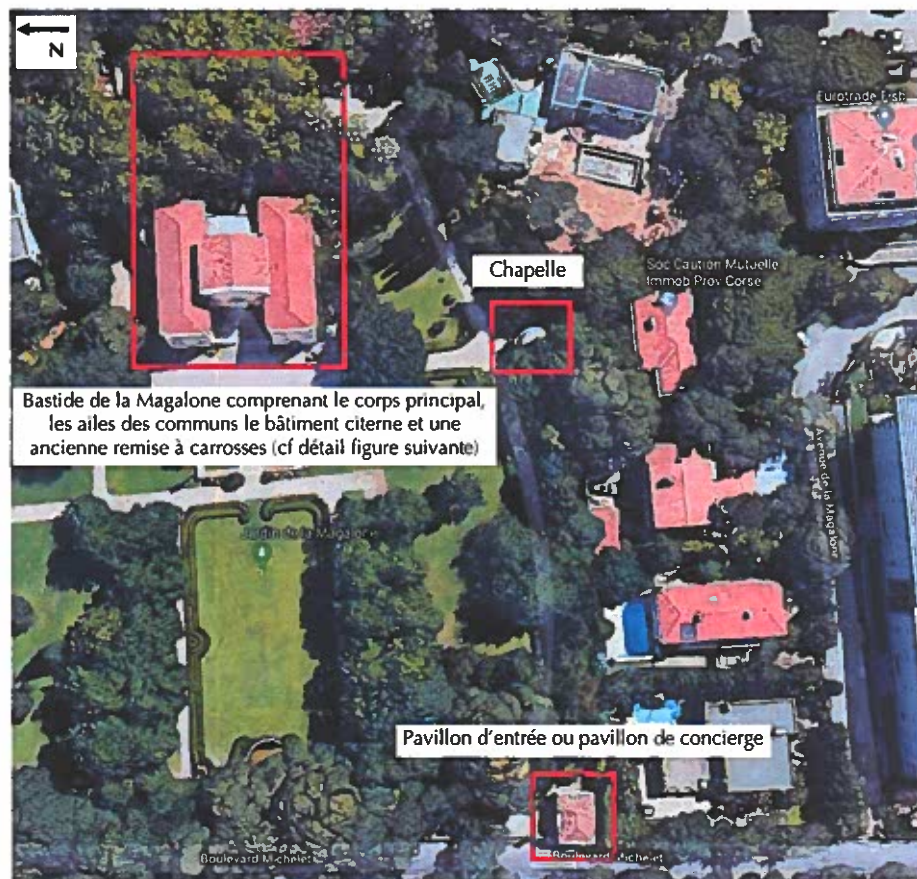 N
Eurotrade Fish
Chapelle
Soc Caution Mutuelle
Immob Prov Corse
Bastide de la Magalone comprenant le corps principal,
les ailes des communs le bâtiment citerne et une
ancienne remise à carrosses (cf détail figure suivante)
Avenue de la Magalone
Jardin de la Magalone
Pavillon d'entrée ou pavillon de concierge
Boulevard Michelet
Boulevard Michelet